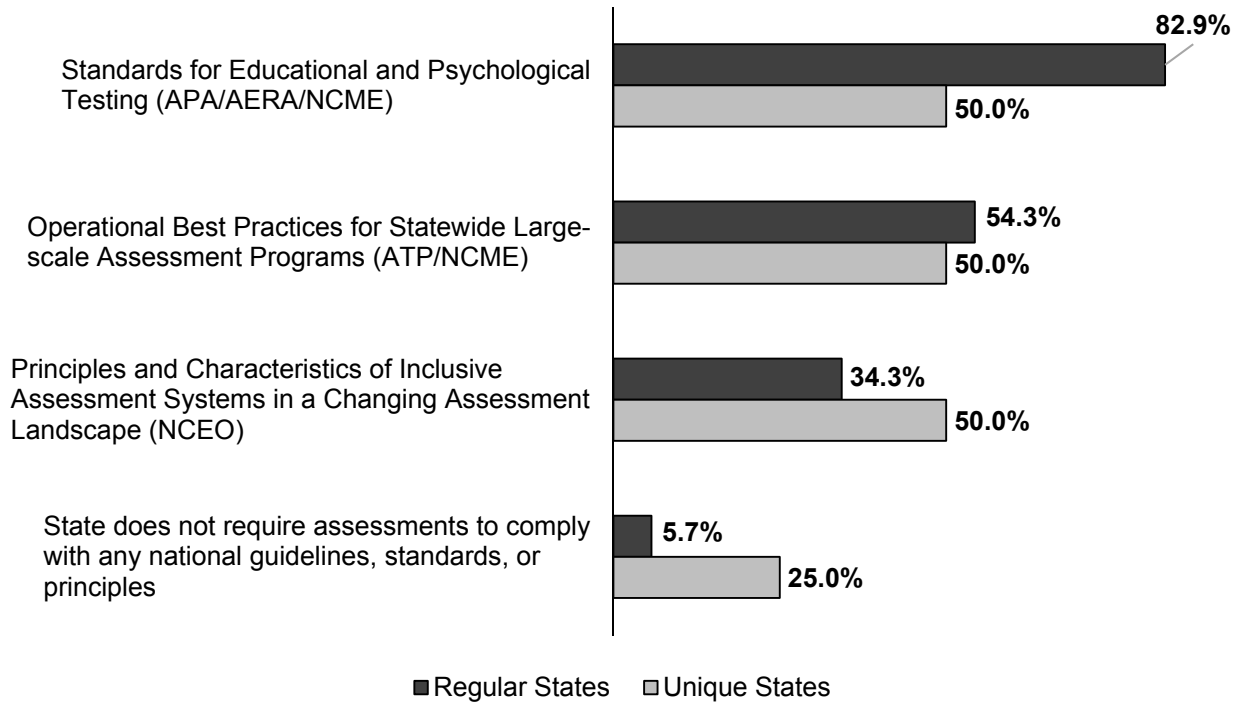 82.9%
Standards for Educational and Psychological
Testing (APA/AERA/NCME)
50.0%
54.3%
Operational Best Practices for Statewide Large-
scale Assessment Programs (ATP/NCME)
50.0%
Principles and Characteristics of Inclusive
34.3%
Assessment Systems in a Changing Assessment
Landscape (NCEO)
50.0%
State does not require assessments to comply
5.7%
with any national guidelines, standards, or
principles
25.0%
Regular States Unique States